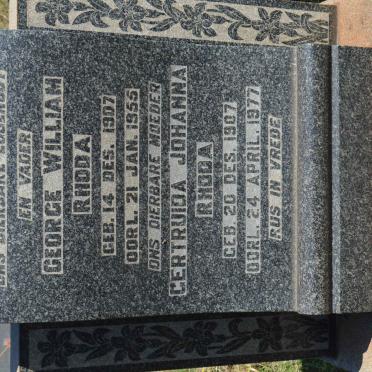 EN VADER
GEORGE WILLIAM
RHODA
GEB. 14 DES. 1907
OORL. 21 JAN. 1955
ONS DIERBARE MOEDER
GERTRUIDA JOHANNA
RHODA
GEB. 20 DES. 1907
OORL. 24 APRIL. 1977
RUS IN VREDE